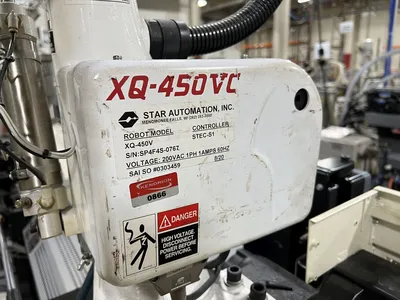 XQ-450VC
STAR AUTOMATION, INC.
ROBOT MODEL CONTROLLER
XQ-450V STEC-S1
S/N:SP4F4S-0761
VOLTAGE: 200VAC 1PH 1AMPS 60HZ
SAI SO #0303459 8/20
0866
DANGER
HIGH VOLTAGE.
DISCONNECT
POWER BEFORE
SERVICING.